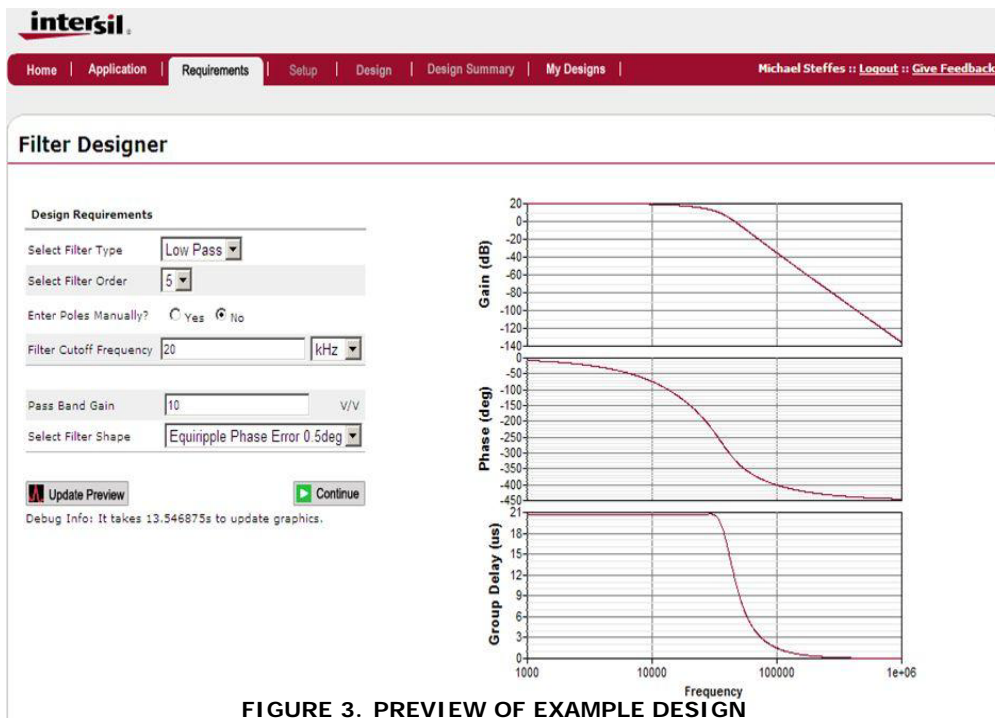 intersil.
Home | Application | Requirements | Setup | Design | Design Summary | My Designs | Michael Steffes :: Logout :: Give Feedback
Filter Designer
Design Requirements
Select Filter Type Low Pass
Select Filter Order 5
Enter Poles Manually? Yes No
Filter Cutoff Frequency 20 kHz
Pass Band Gain 10 V/V
Select Filter Shape Equiripple Phase Error 0.5deg
Update Preview Continue
Debug Info: It takes 13.546875s to update graphics.
Gain (dB)
20
0
-20
-40
-60
-80
-100
-120
-140
Phase (deg)
0
-50
-100
-150
-200
-250
-300
-350
-400
-450
Group Delay (us)
21
18
15
12
9
6
3
0
1000 10000 100000 1e+06
Frequency
FIGURE 3. PREVIEW OF EXAMPLE DESIGN